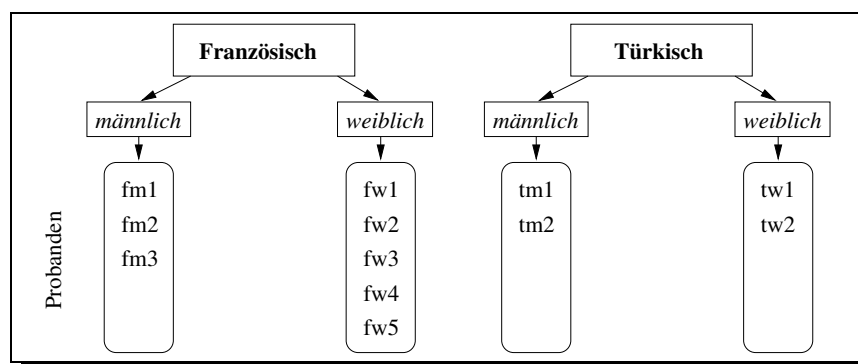 Französisch
Türkisch
männlich
weiblich
männlich
weiblich
Probanden
fm1
fm2
fm3
fw1
fw2
fw3
fw4
fw5
tm1
tm2
tw1
tw2